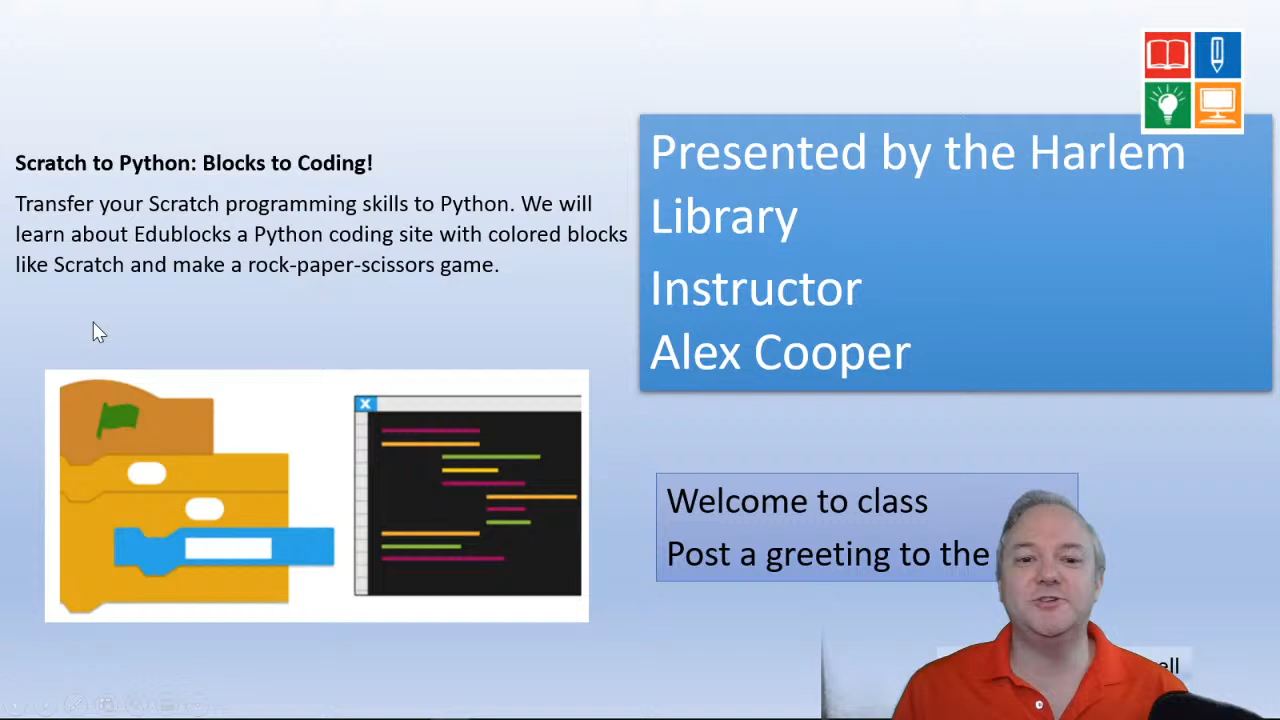 Scratch to Python: Blocks to Coding!
Transfer your Scratch programming skills to Python. We will
learn about Edublocks a Python coding site with colored blocks
like Scratch and make a rock-paper-scissors game.
Presented by the Harlem
Library
Instructor
Alex Cooper
Welcome to class
Post a greeting to the